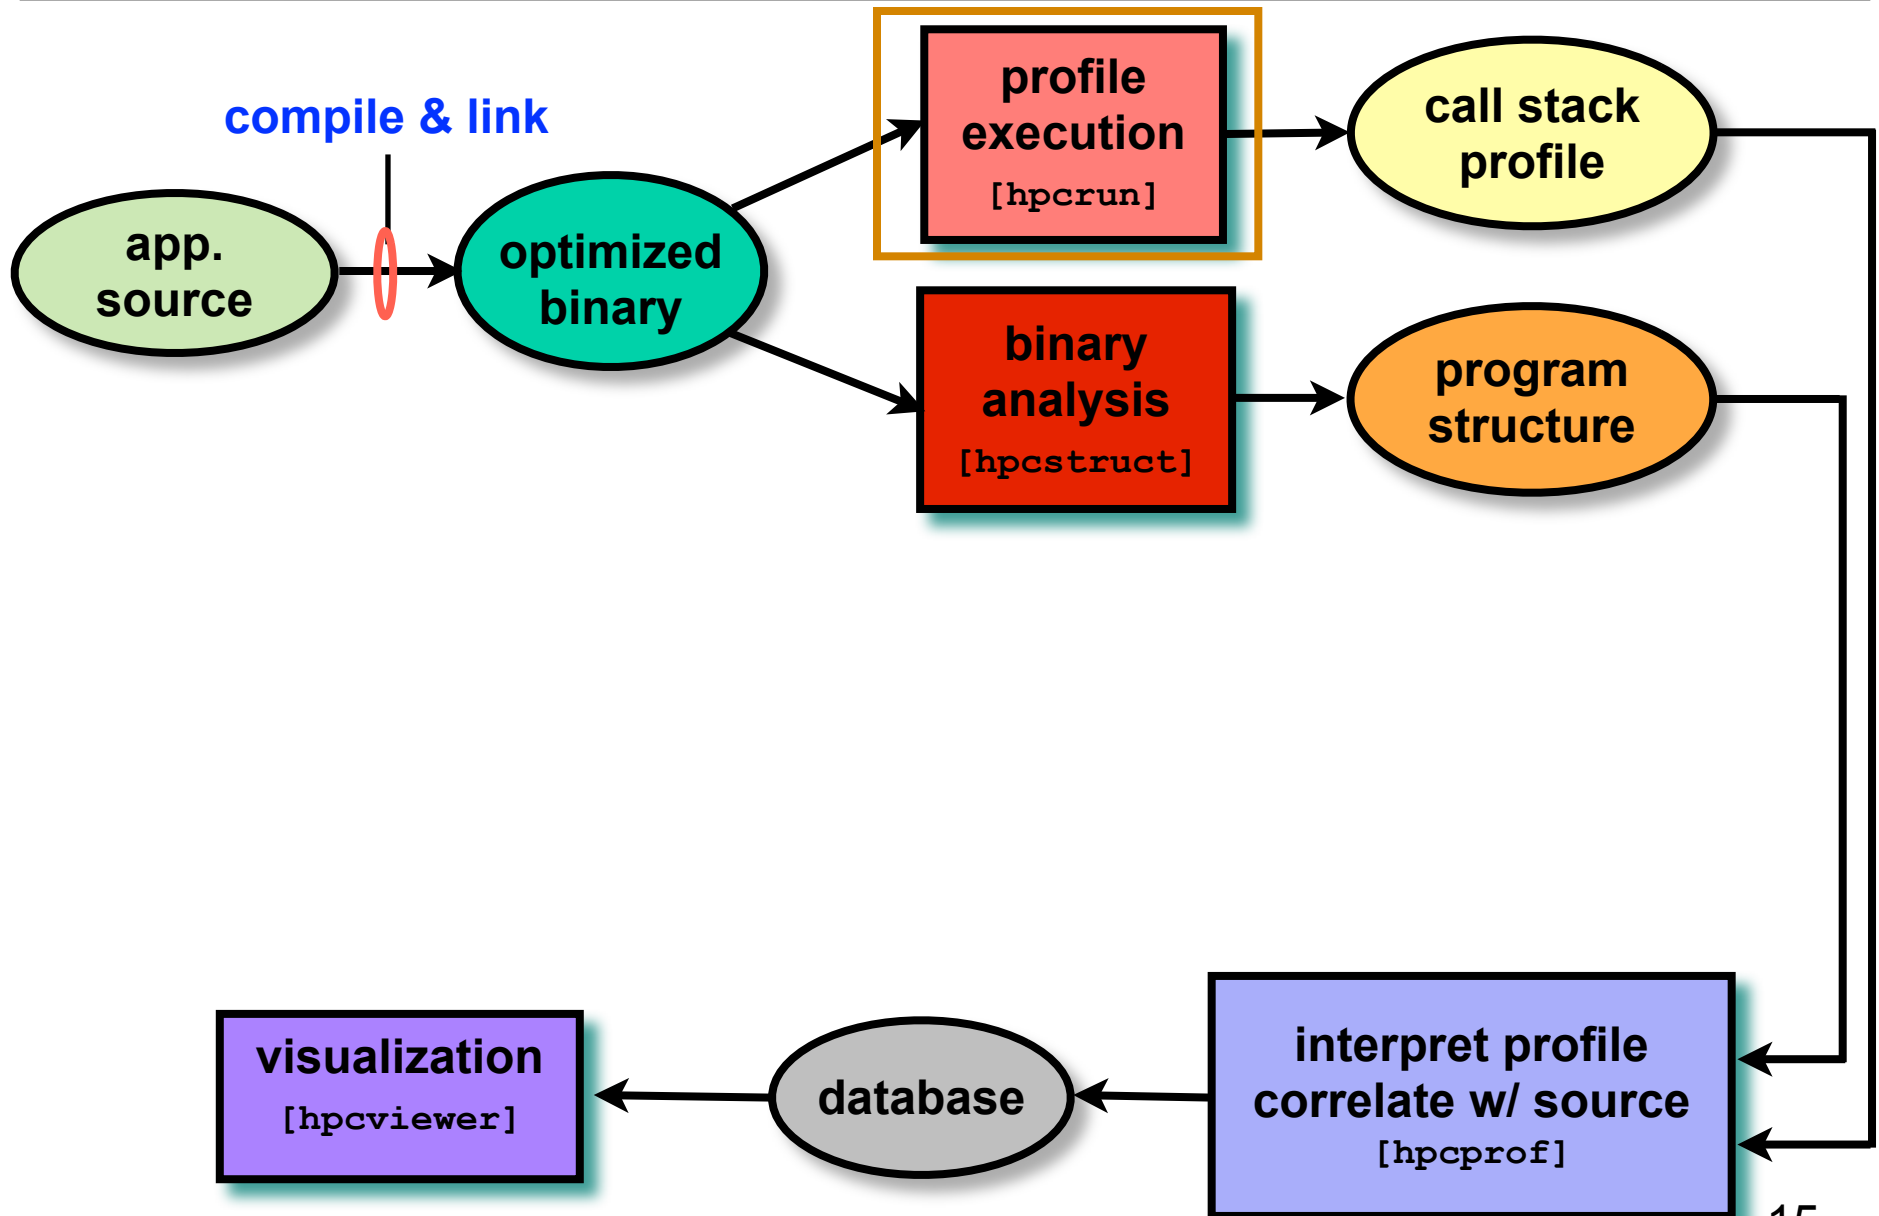 compile & link
app.
source
optimized
binary
profile
execution
[hpcrun]
call stack
profile
binary
analysis
[hpcstruct]
program
structure
visualization
[hpcviewer]
database
interpret profile
correlate w/ source
[hpcprof]
15